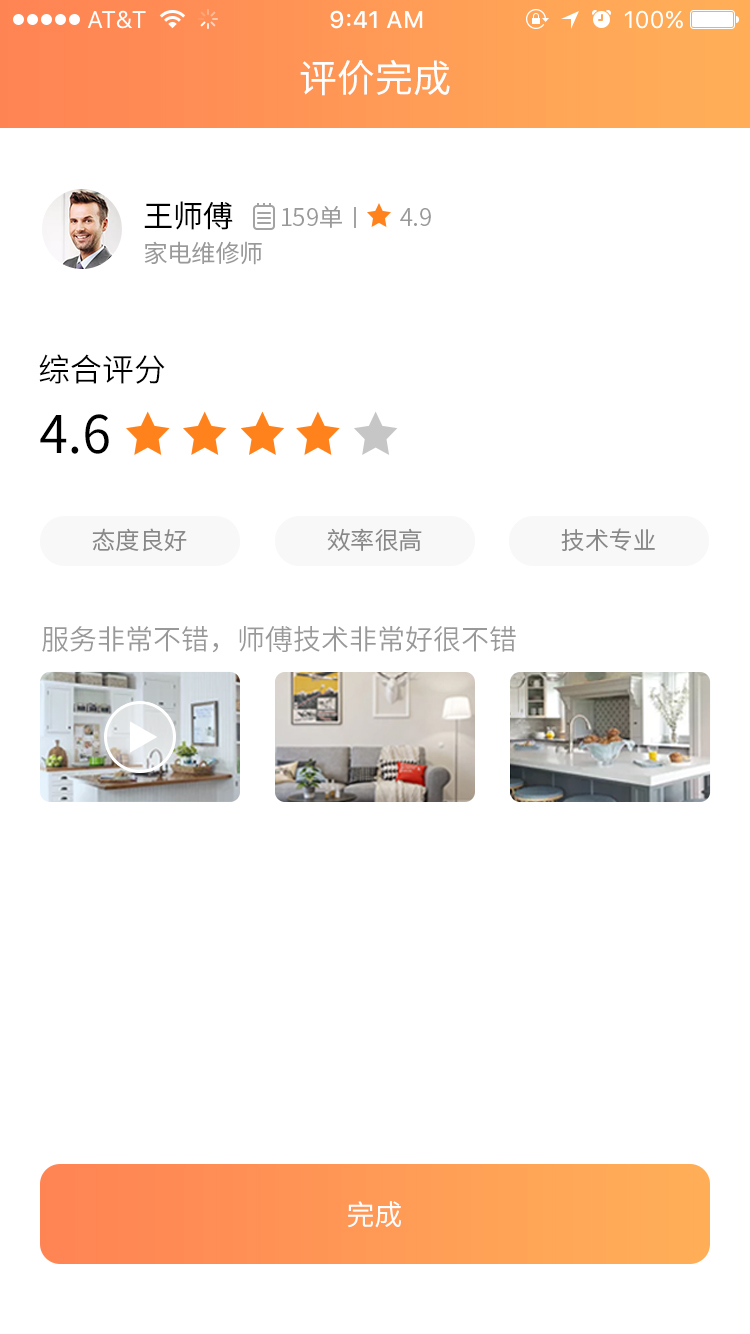 AT&T 9:41 AM 100%
评价完成
王师傅 159单 4.9
家电维修师
综合评分
4.6
态度良好 效率很高 技术专业
服务非常不错，师傅技术非常好很不错
完成